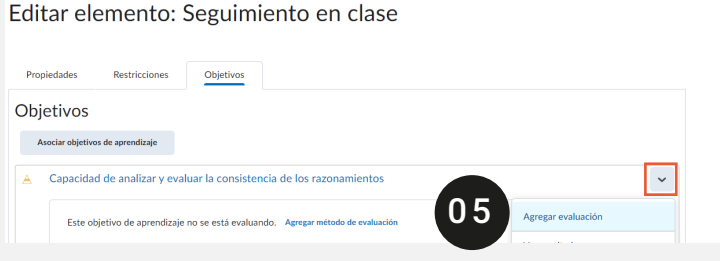 Editar elemento: Seguimiento en clase
Propiedades Restricciones Objetivos
Objetivos
Asociar objetivos de aprendizaje
Capacidad de analizar y evaluar la consistencia de los razonamientos
Este objetivo de aprendizaje no se está evaluando. Agregar método de evaluación
05
Agregar evaluación